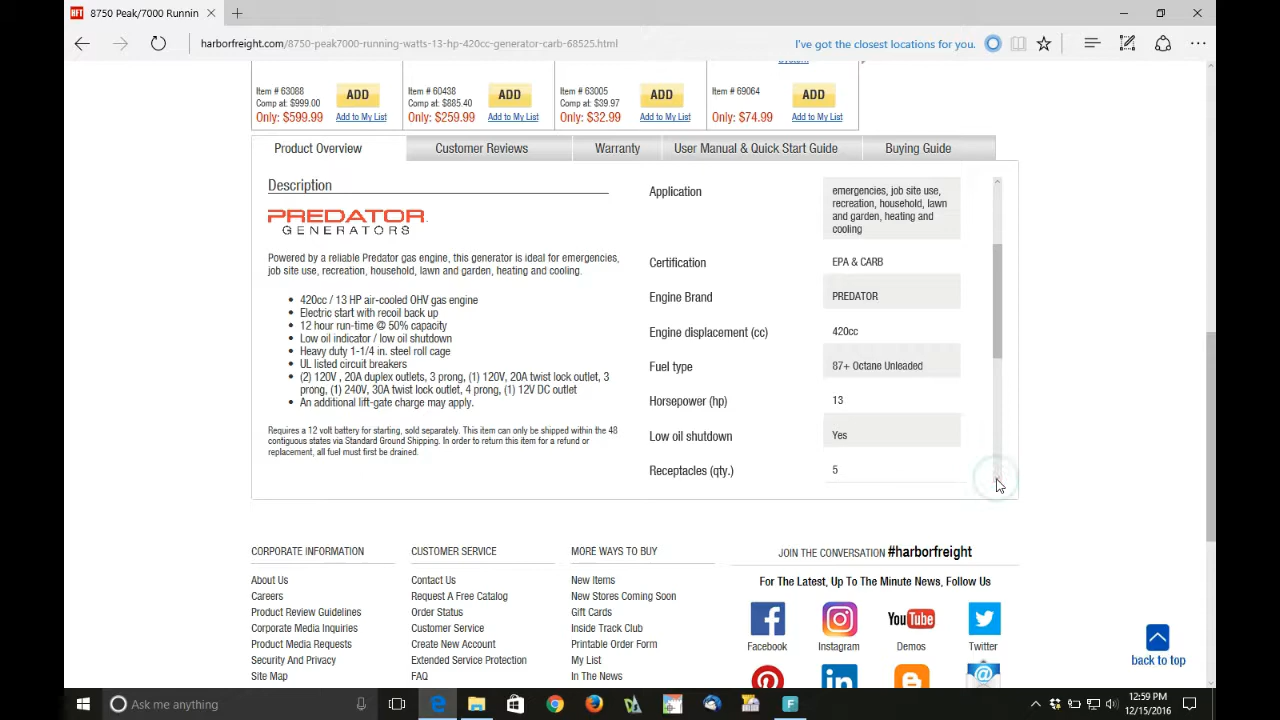 8750 Peak/7000 Runnin
harborfreight.com/8750-peak7000-running-watts-13-hp-420cc-generator-carb-68525.html
I've got the closest locations for you.
Item # 63088
Comp at: $999.00
Only: $599.99
ADD
Add to My List
Item # 60438
Comp at: $885.40
Only: $259.99
ADD
Add to My List
Item # 63005
Comp at: $39.97
Only: $32.99
ADD
Add to My List
Item # 69064
Only: $74.99
ADD
Add to My List
Product Overview
Customer Reviews
Warranty
User Manual & Quick Start Guide
Buying Guide
Description
PREDATOR
GENERATORS
Powered by a reliable Predator gas engine, this generator is ideal for emergencies,
job site use, recreation, household, lawn and garden, heating and cooling.
• 420cc / 13 HP air-cooled OHV gas engine
• Electric start with recoil back up
• 12 hour run-time @ 50% capacity
• Low oil indicator / low oil shutdown
• Heavy duty 1-1/4 in. steel roll cage
• UL listed circuit breakers
• (2) 120V , 20A duplex outlets, 3 prong, (1) 120V, 20A twist lock outlet, 3
prong, (1) 240V, 30A twist lock outlet, 4 prong, (1) 12V DC outlet
• An additional lift-gate charge may apply.
Requires a 12 volt battery for starting, sold separately. This item can only be shipped within the 48
contiguous states via Standard Ground Shipping. In order to return this item for a refund or
replacement, all fuel must first be drained.
Application
emergencies, job site use,
recreation, household, lawn
and garden, heating and
cooling
Certification
EPA & CARB
Engine Brand
PREDATOR
Engine displacement (cc)
420cc
Fuel type
87+ Octane Unleaded
Horsepower (hp)
13
Low oil shutdown
Yes
Receptacles (qty.)
5
CORPORATE INFORMATION
About Us
Careers
Product Review Guidelines
Corporate Media Inquiries
Product Media Requests
Security And Privacy
Site Map
CUSTOMER SERVICE
Contact Us
Request A Free Catalog
Order Status
Customer Service
Create New Account
Extended Service Protection
FAQ
MORE WAYS TO BUY
New Items
New Stores Coming Soon
Gift Cards
Inside Track Club
Printable Order Form
My List
In The News
JOIN THE CONVERSATION #harborfreight
For The Latest, Up To The Minute News, Follow Us
YouTube
Facebook
Instagram
Demos
Twitter
back to top
Ask me anything
12:59 PM
12/15/2016